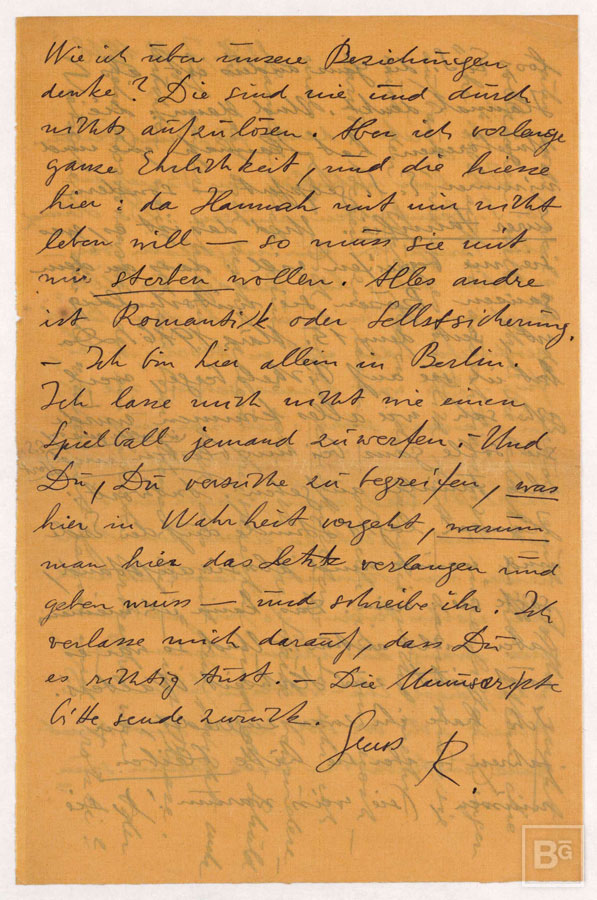 Wie ich über unsere Beziehungen
denke? Die sind nie und durch
nichts aufzulösen. Aber ich verlange
ganze Ehrlichkeit, und die hiesse
hier: da Hannah mit mir nicht
leben will — so muss sie mit
mir sterben wollen. Alles andre
ist Romantik oder Selbstsicherung.
— Ich bin hier allein in Berlin.
Ich lasse mich nicht wie einen
Spielball jemand zuwerfen. — Und
Du, Du versuche zu begreifen, was
hier in Wahrheit vorgeht, warum
man hier das Letzte verlangen und
geben muss — und schreibe ihr. Ich
verlasse mich darauf, dass Du
es richtig tust. — Die Manuscripte
bitte sende zurück.
Gruss R.
BG